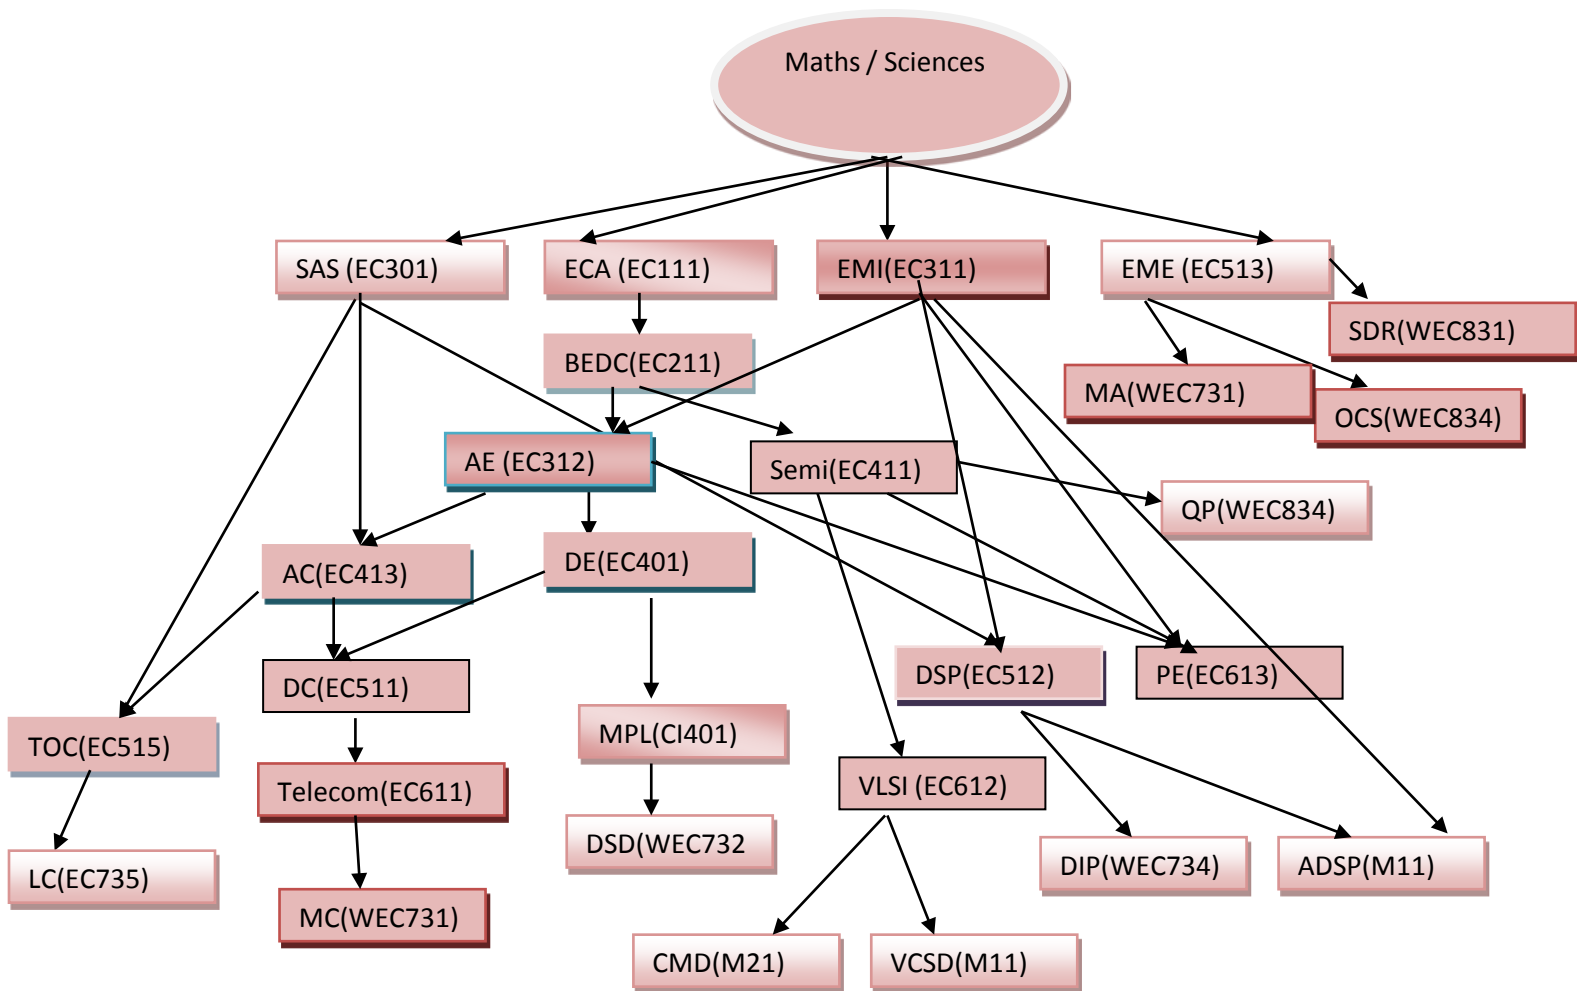 Maths / Sciences
SAS (EC301)
ECA (EC111)
EMI(EC311)
EME (EC513)
SDR(WEC831)
BEDC(EC211)
MA(WEC731)
OCS(WEC834)
AE (EC312)
Semi(EC411)
QP(WEC834)
AC(EC413)
DE(EC401)
DC(EC511)
DSP(EC512)
PE(EC613)
TOC(EC515)
MPL(CI401)
Telecom(EC611)
VLSI (EC612)
DSD(WEC732
LC(EC735)
DIP(WEC734)
ADSP(M11)
MC(WEC731)
CMD(M21)
VCSD(M11)